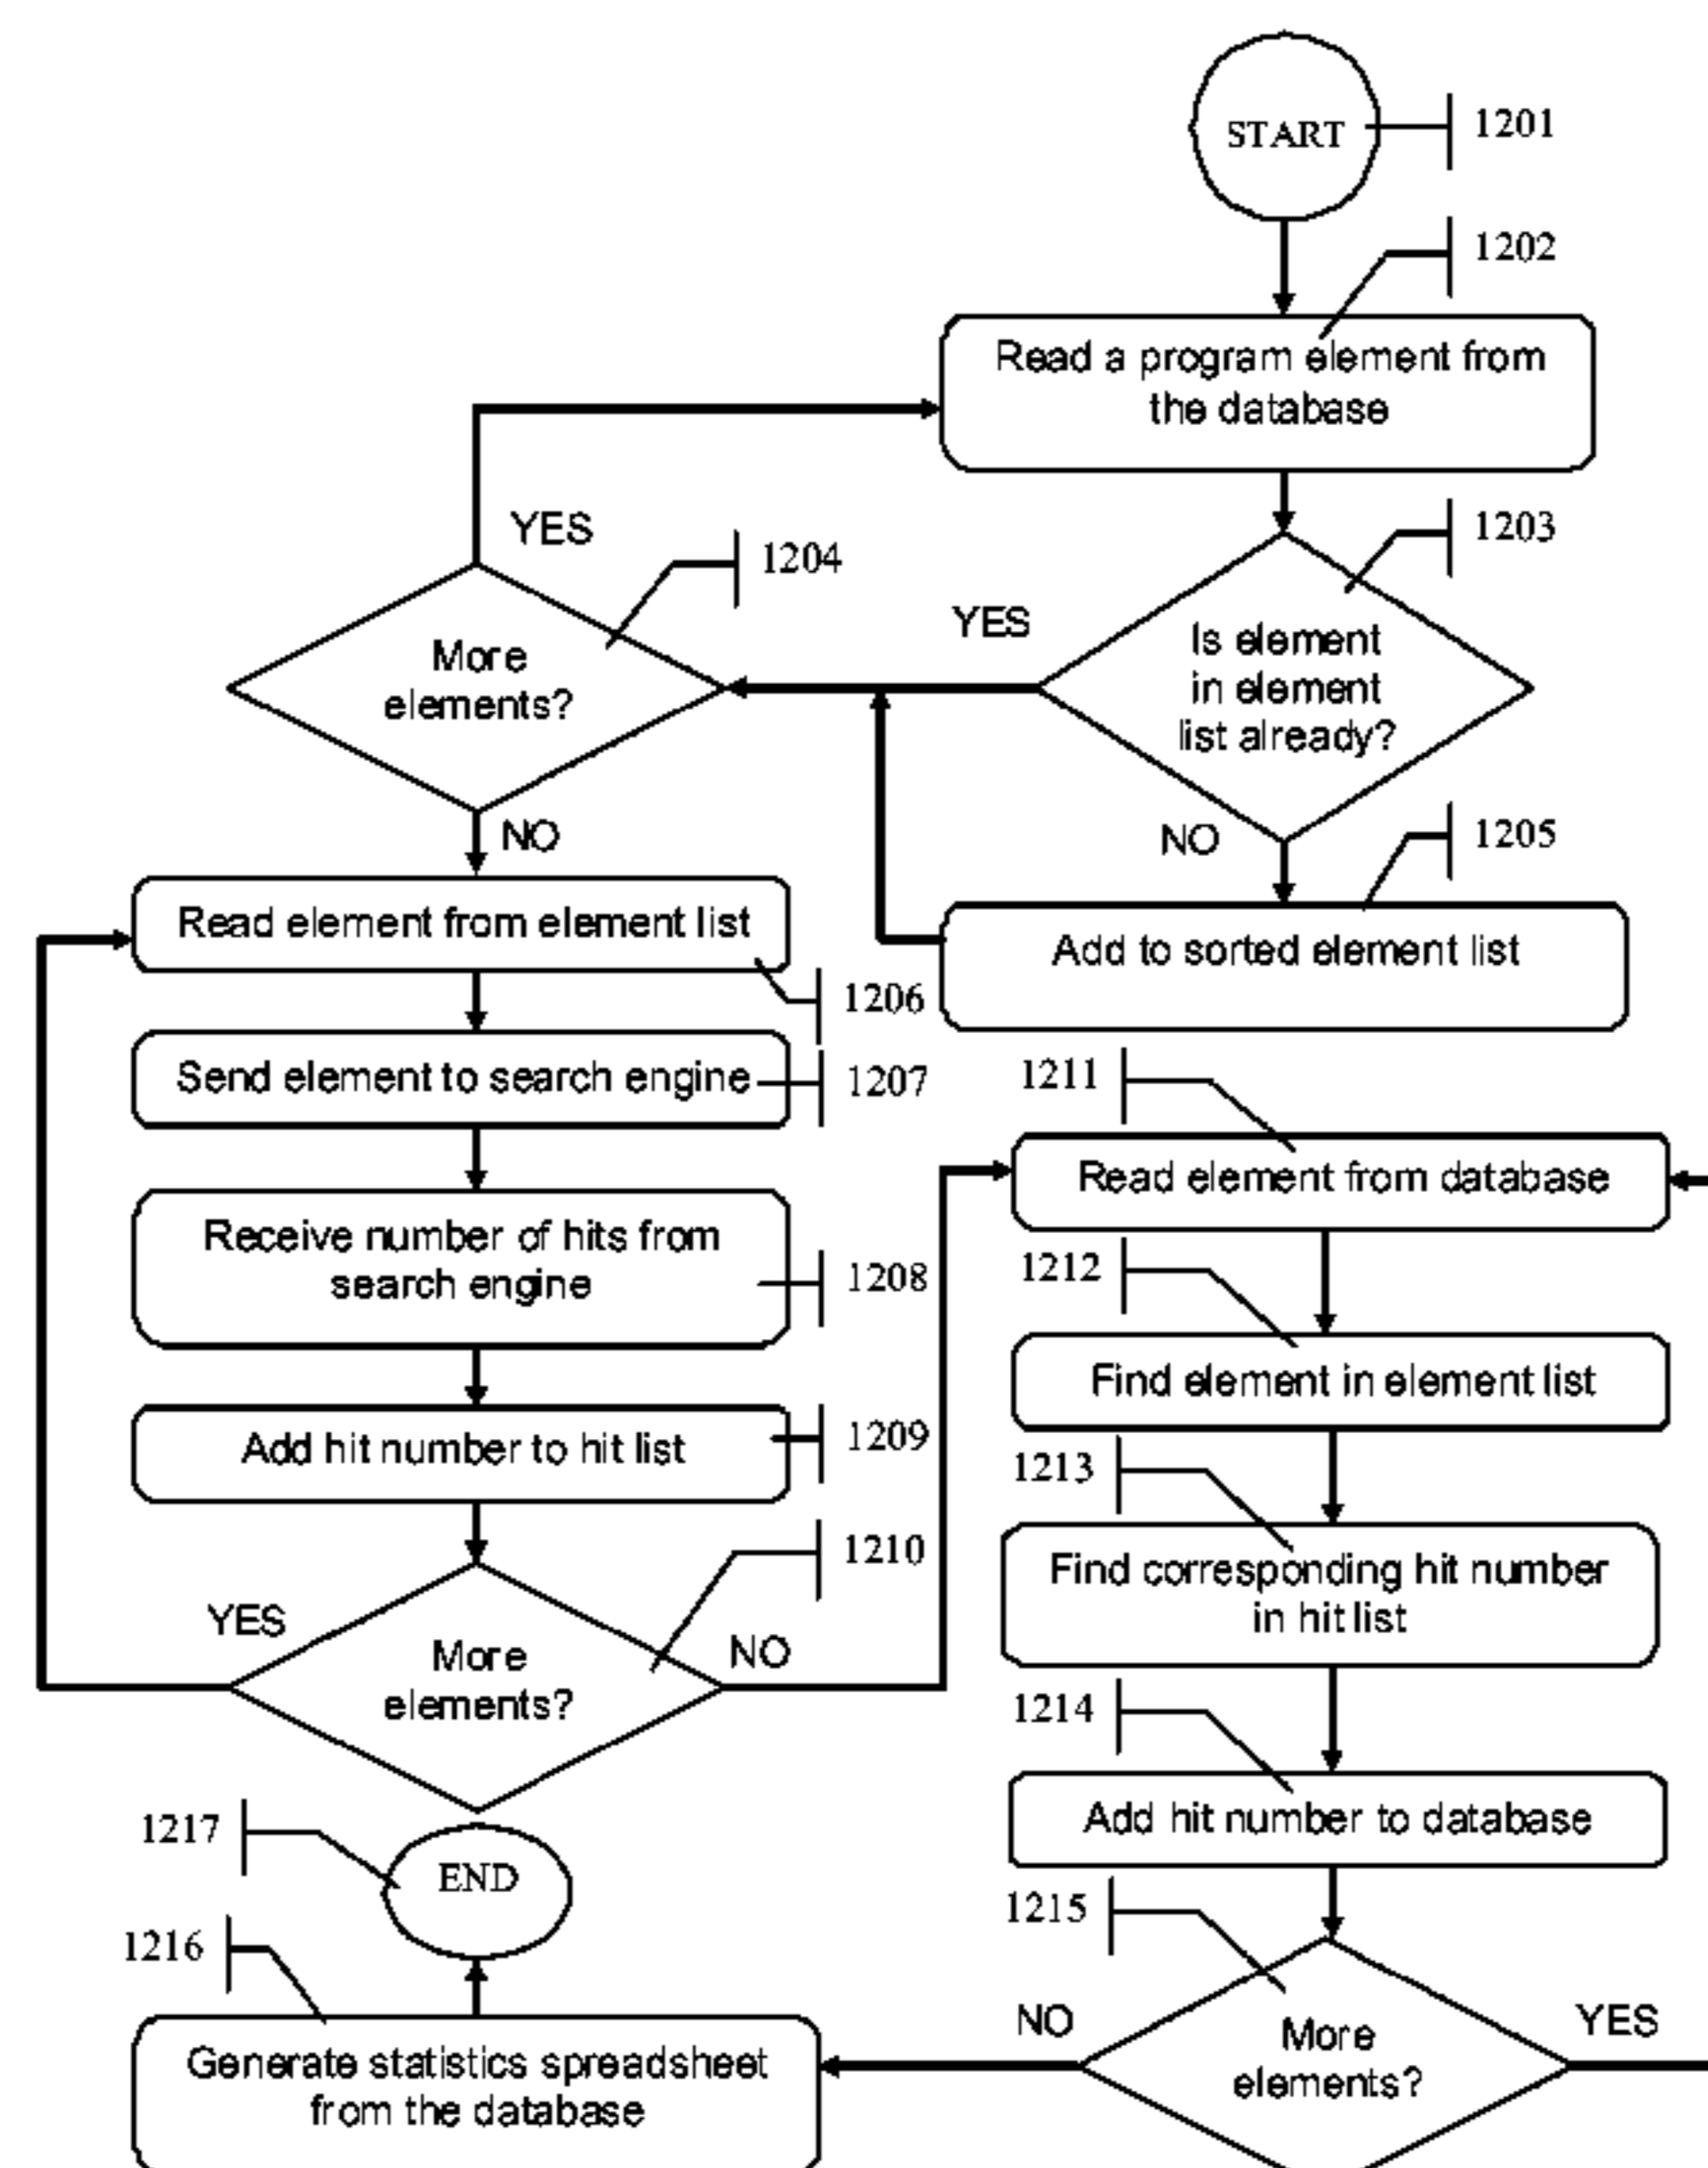 START
1201
1202
Read a program element from
the database
YES
1204
1203
More
elements?
YES
Is element
in element
list already?
NO
NO
1205
Read element from element list
Add to sorted element list
1206
Send element to search engine
1207
1211
Read element from database
Receive number of hits from
search engine
1208
1212
Find element in element list
Add hit number to hit list
1209
1213
Find corresponding hit number
in hit list
1210
YES
More
elements?
NO
1214
Add hit number to database
1217
END
1215
1216
NO
More
elements?
YES
Generate statistics spreadsheet
from the database